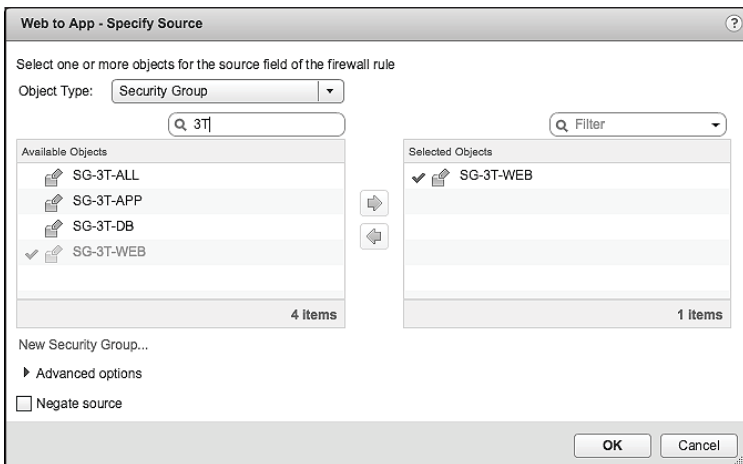 Web to App - Specify Source
?
Select one or more objects for the source field of the firewall rule
Object Type: Security Group
3T
Filter
Available Objects
Selected Objects
SG-3T-ALL
SG-3T-WEB
SG-3T-APP
SG-3T-DB
SG-3T-WEB
4 items
1 items
New Security Group...
Advanced options
Negate source
OK
Cancel